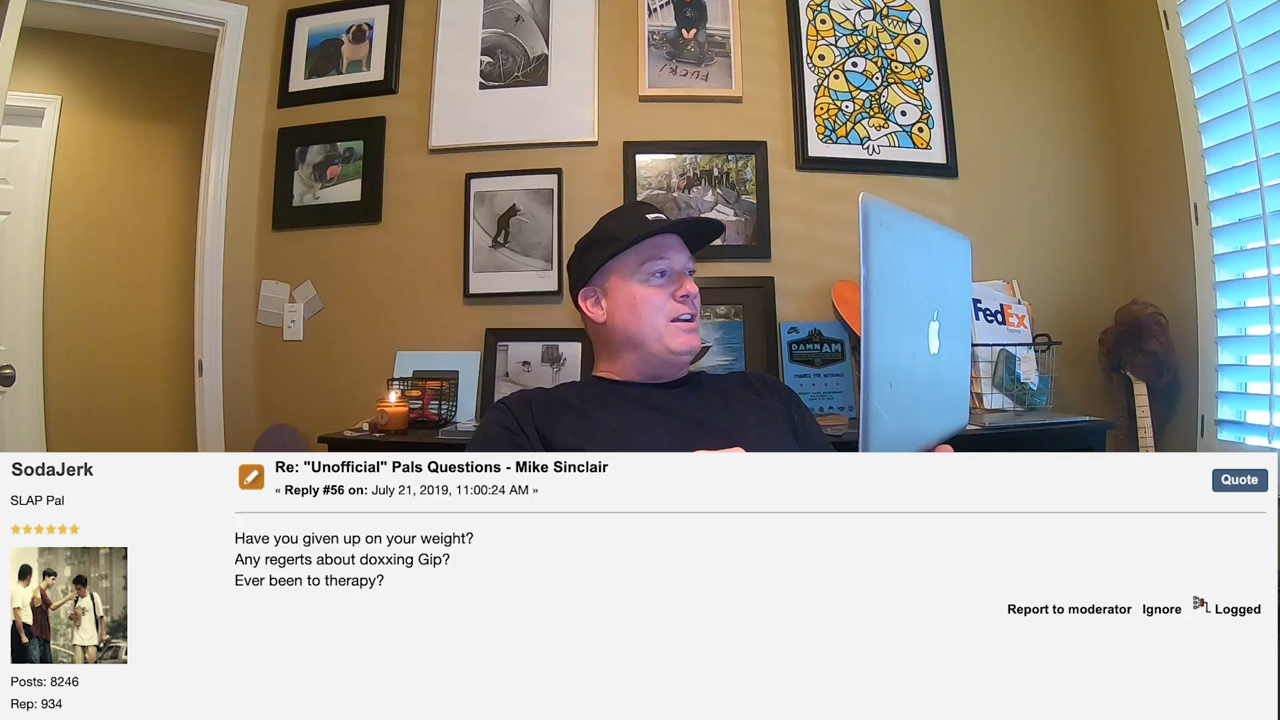 FUCK!
DAMN AM
FedEx
SodaJerk
SLAP Pal
Re: "Unofficial" Pals Questions - Mike Sinclair
« Reply #56 on: July 21, 2019, 11:00:24 AM »
Quote
Have you given up on your weight?
Any regerts about doxxing Gip?
Ever been to therapy?
Report to moderator Ignore Logged
Posts: 8246
Rep: 934